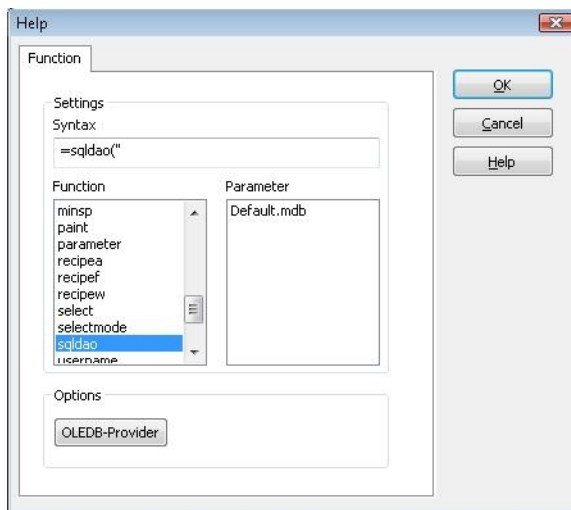 Help
Function
Settings
Syntax
=sqldao("
Function
minsp
paint
parameter
recipea
recipef
recipew
select
selectmode
sqldao
username
Parameter
Default.mdb
Options
OLEDB-Provider
OK
Cancel
Help